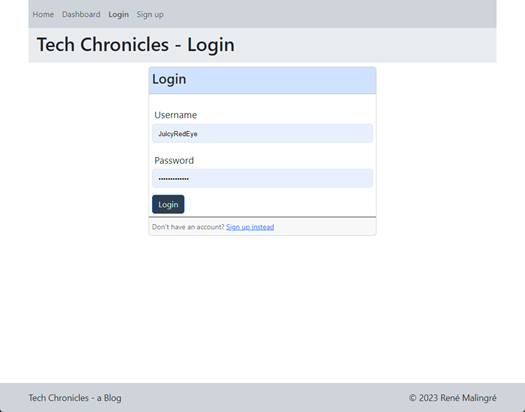 Home Dashboard Login Sign up
Tech Chronicles - Login
Login
Username
JuicyRedEye
Password
•••••••••••••
Login
Don't have an account? Sign up instead
Tech Chronicles - a Blog © 2023 René Malingré